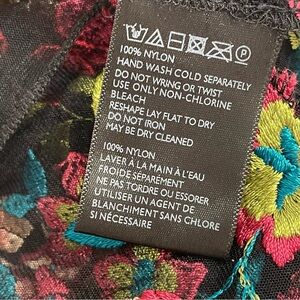 100% NYLON
HAND WASH COLD SEPARATELY
DO NOT WRING OR TWIST
USE ONLY NON-CHLORINE
BLEACH
RESHAPE LAY FLAT TO DRY
DO NOT IRON
MAY BE DRY CLEANED
100% NYLON
LAVER À LA MAIN À L'EAU
FROIDE SÉPARÉMENT
NE PAS TORDRE OU ESSORER
UTILISER UN AGENT DE
BLANCHIMENT SANS CHLORE
SI NÉCESSAIRE